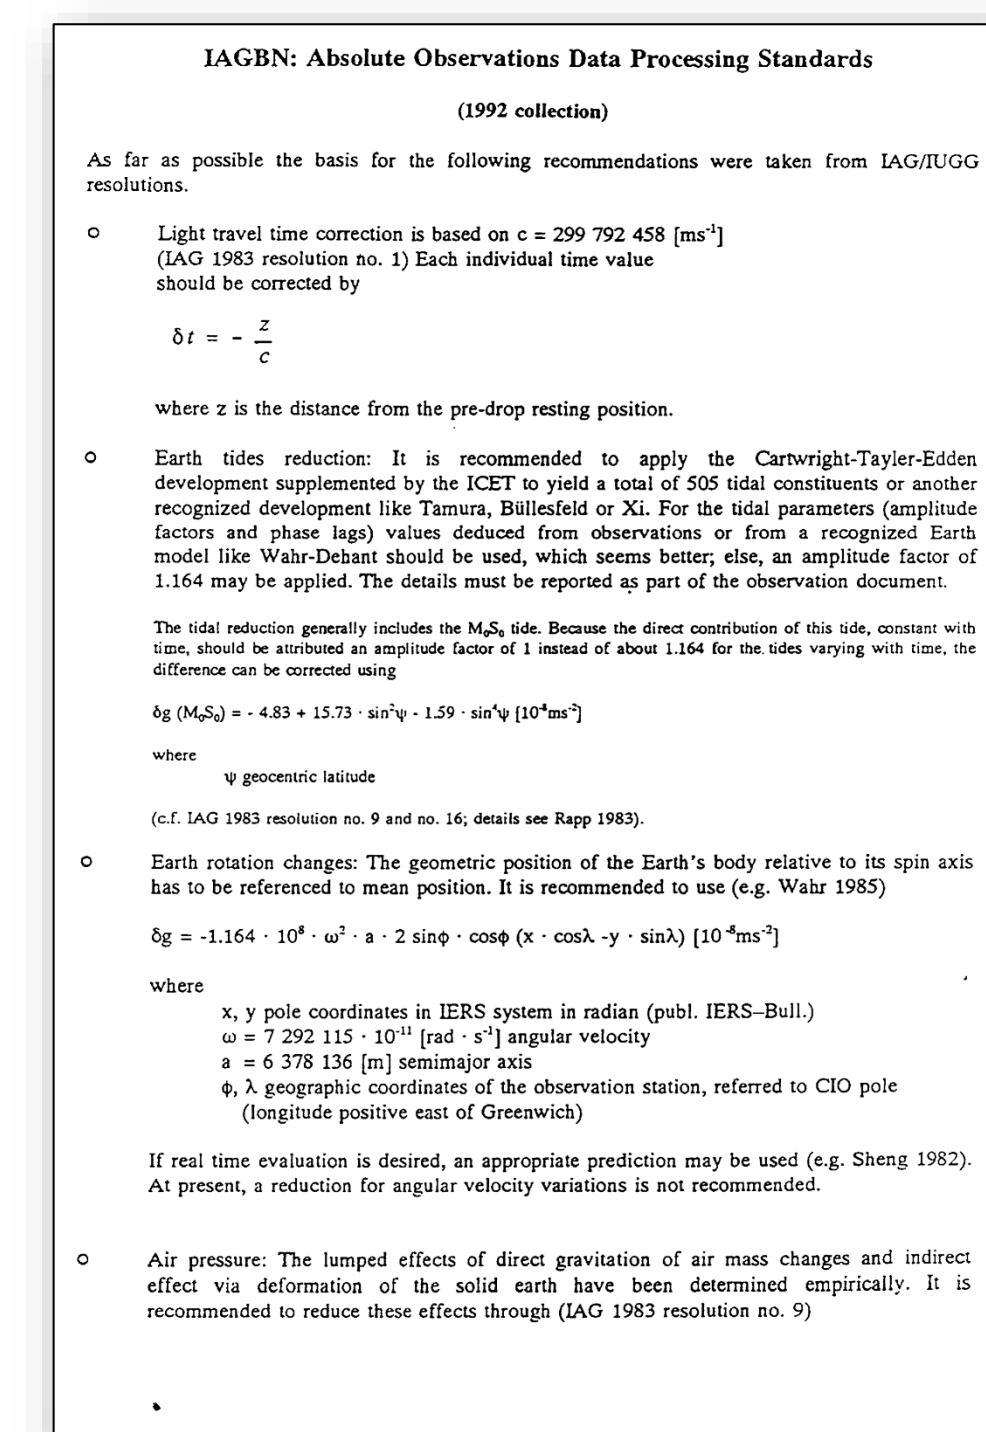 IAGBN: Absolute Observations Data Processing Standards
(1992 collection)
As far as possible the basis for the following recommendations were taken from IAG/IUGG
resolutions.
o Light travel time correction is based on c = 299 792 458 [ms⁻¹]
(IAG 1983 resolution no. 1) Each individual time value
should be corrected by
δt = - z/c
where z is the distance from the pre-drop resting position.
o Earth tides reduction: It is recommended to apply the Cartwright-Tayler-Edden
development supplemented by the ICET to yield a total of 505 tidal constituents or another
recognized development like Tamura, Büllesfeld or Xi. For the tidal parameters (amplitude
factors and phase lags) values deduced from observations or from a recognized Earth
model like Wahr-Dehant should be used, which seems better; else, an amplitude factor of
1.164 may be applied. The details must be reported as part of the observation document.
The tidal reduction generally includes the M₀S₀ tide. Because the direct contribution of this tide, constant with
time, should be attributed an amplitude factor of 1 instead of about 1.164 for the tides varying with time, the
difference can be corrected using
δg (M₀S₀) = - 4.83 + 15.73 · sin²ψ - 1.59 · sin⁴ψ [10⁻⁸ms⁻²]
where
ψ geocentric latitude
(c.f. IAG 1983 resolution no. 9 and no. 16; details see Rapp 1983).
o Earth rotation changes: The geometric position of the Earth's body relative to its spin axis
has to be referenced to mean position. It is recommended to use (e.g. Wahr 1985)
δg = -1.164 · 10⁸ · ω² · a · 2 sinφ · cosφ (x · cosλ -y · sinλ) [10⁻⁸ms⁻²]
where
x, y pole coordinates in IERS system in radian (publ. IERS–Bull.)
ω = 7 292 115 · 10⁻¹¹ [rad · s⁻¹] angular velocity
a = 6 378 136 [m] semimajor axis
φ, λ geographic coordinates of the observation station, referred to CIO pole
(longitude positive east of Greenwich)
If real time evaluation is desired, an appropriate prediction may be used (e.g. Sheng 1982).
At present, a reduction for angular velocity variations is not recommended.
o Air pressure: The lumped effects of direct gravitation of air mass changes and indirect
effect via deformation of the solid earth have been determined empirically. It is
recommended to reduce these effects through (IAG 1983 resolution no. 9)